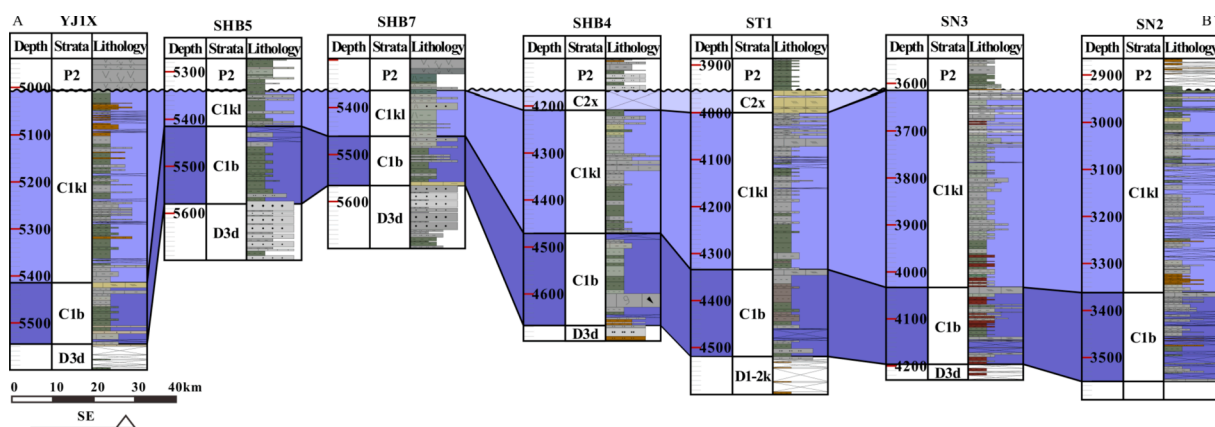 A YJ1X SHB5 SHB7 SHB4 ST1 SN3 SN2 B'
Depth Strata Lithology
5000
5100
5200
5300
5400
5500
P2
C1kl
C1b
D3d
Depth Strata Lithology
5300
5400
5500
5600
P2
C1kl
C1b
D3d
Depth Strata Lithology
5400
5500
5600
P2
C1kl
C1b
D3d
Depth Strata Lithology
4200
4300
4400
4500
4600
P2
C2x
C1kl
C1b
D3d
Depth Strata Lithology
3900
4000
4100
4200
4300
4400
4500
P2
C2x
C1kl
C1b
D1-2k
Depth Strata Lithology
3600
3700
3800
3900
4000
4100
4200
P2
C1kl
C1b
D3d
Depth Strata Lithology
2900
3000
3100
3200
3300
3400
3500
P2
C1kl
C1b
0 10 20 30 40km
SE